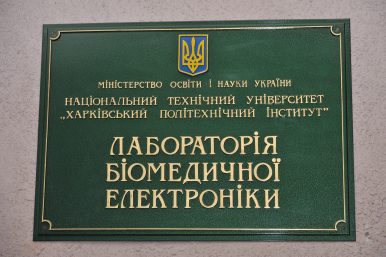 МІНІСТЕРСТВО ОСВІТИ І НАУКИ УКРАЇНИ
НАЦІОНАЛЬНИЙ ТЕХНІЧНИЙ УНІВЕРСИТЕТ
„ХАРКІВСЬКИЙ ПОЛІТЕХНІЧНИЙ ІНСТИТУТ”
ЛАБОРАТОРІЯ
БІОМЕДИЧНОЇ
ЕЛЕКТРОНІКИ